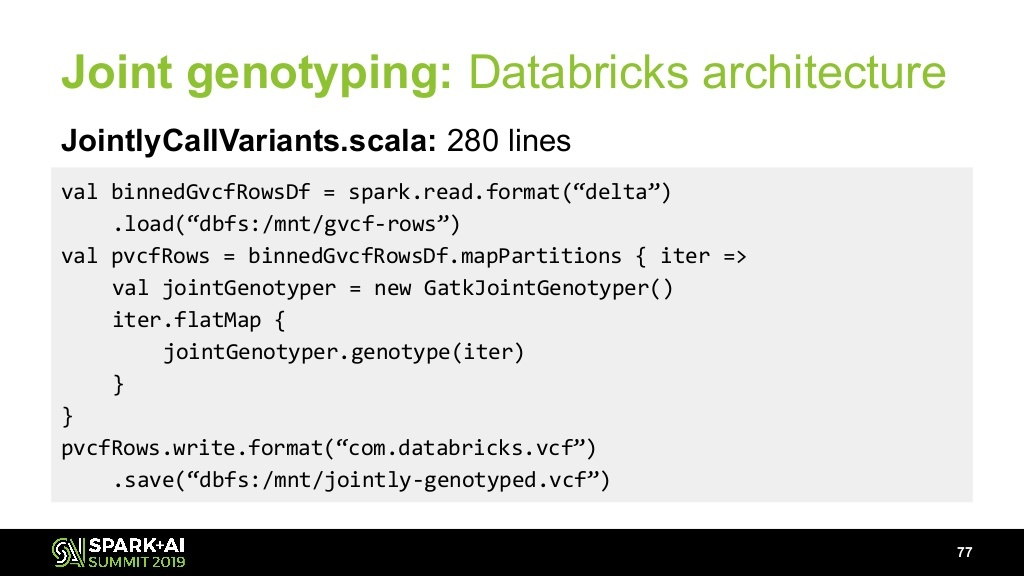 Joint genotyping: Databricks architecture
JointlyCallVariants.scala: 280 lines
val binnedGvcfRowsDf = spark.read.format(“delta”)
    .load(“dbfs:/mnt/gvcf-rows”)
val pvcfRows = binnedGvcfRowsDf.mapPartitions { iter =>
    val jointGenotyper = new GatkJointGenotyper()
    iter.flatMap {
        jointGenotyper.genotype(iter)
    }
}
pvcfRows.write.format(“com.databricks.vcf”)
    .save(“dbfs:/mnt/jointly-genotyped.vcf”)
SPARK+AI
SUMMIT 2019
77